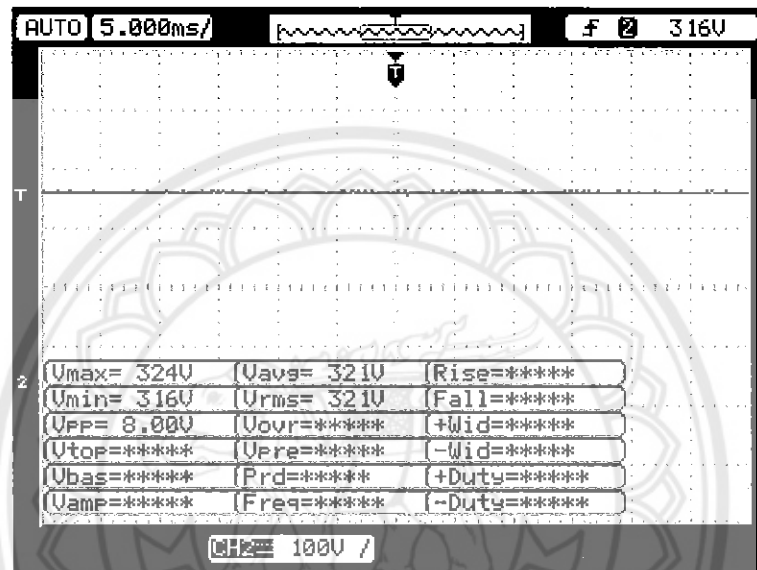 AUTO 5.000ms/ T 2 316V
T
T
2
Vmax= 324V Vavg= 321V Rise=*****
Vmin= 316V Vrms= 321V Fall=*****
VPP= 8.00V Vovr=***** +Wid=*****
Vtop=***** Vpre=***** -Wid=*****
Vbas=***** Prd=***** +Duty=*****
Vamp=***** Freq=***** -Duty=*****
CH2 100V /